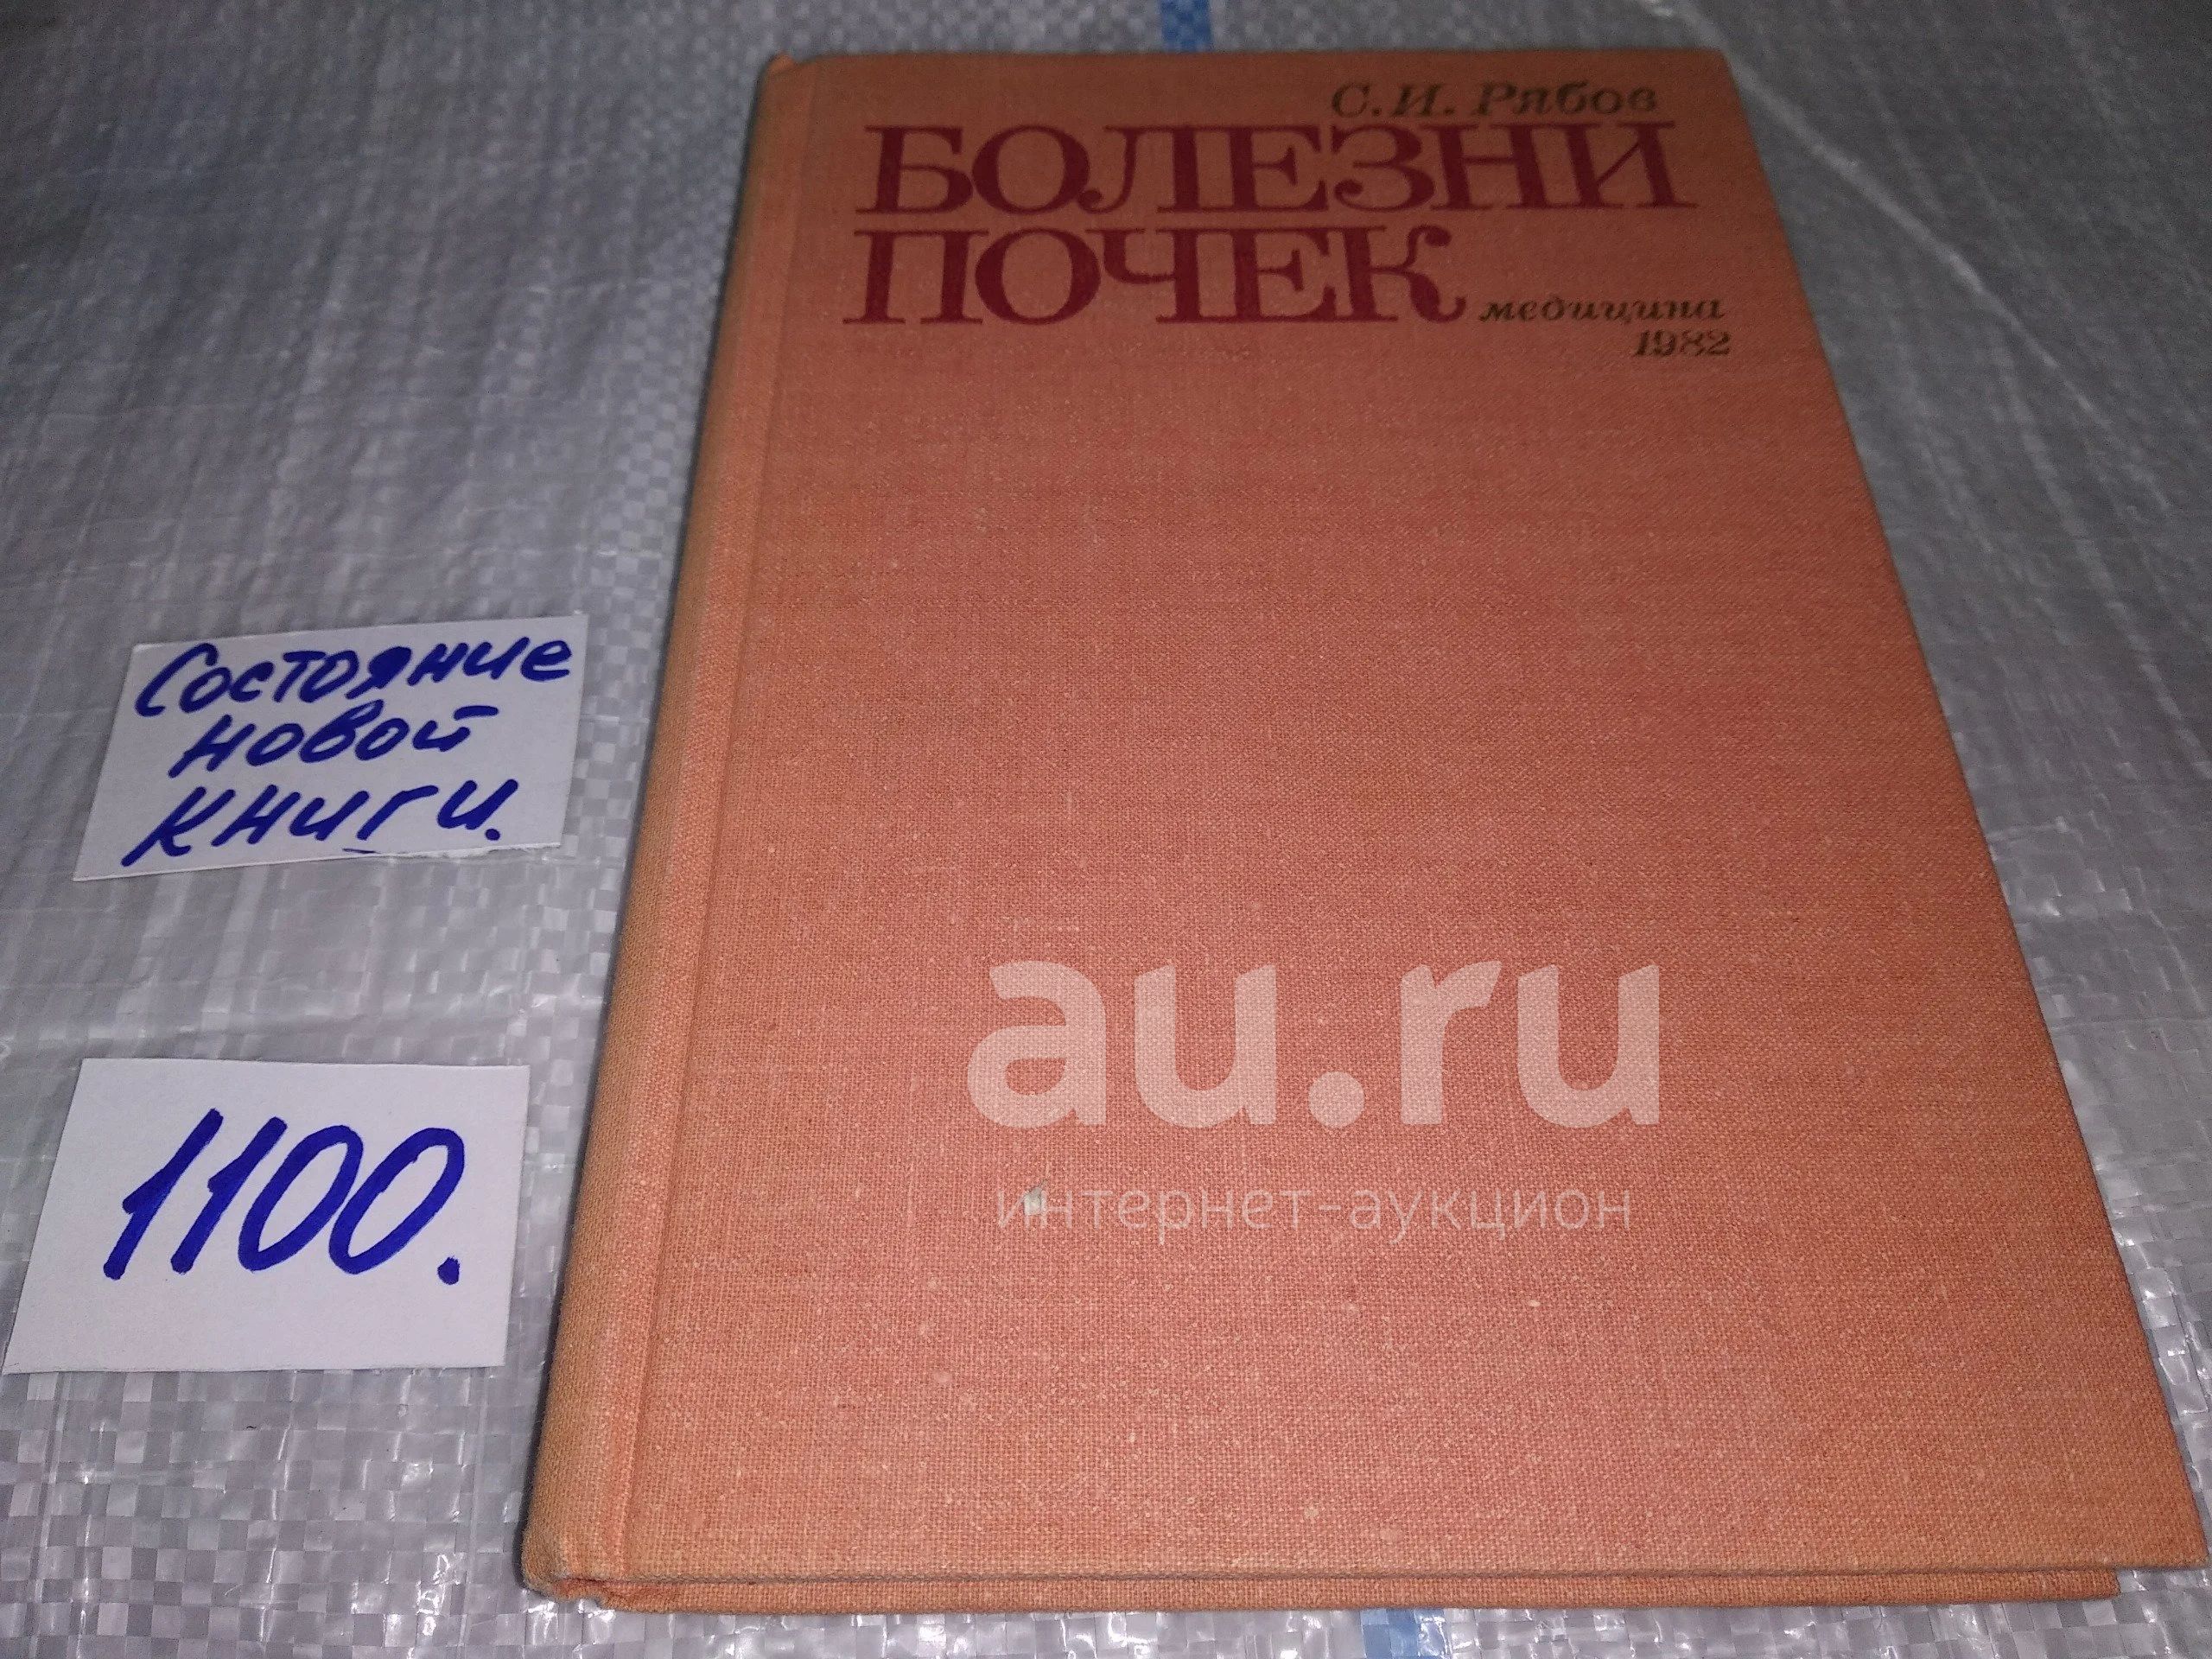 С.И. Рябов
БОЛЕЗНИ
ПОЧЕК
медицина
1982
Состояние
новой
книги.
1100.
au.ru
интернет-аукцион